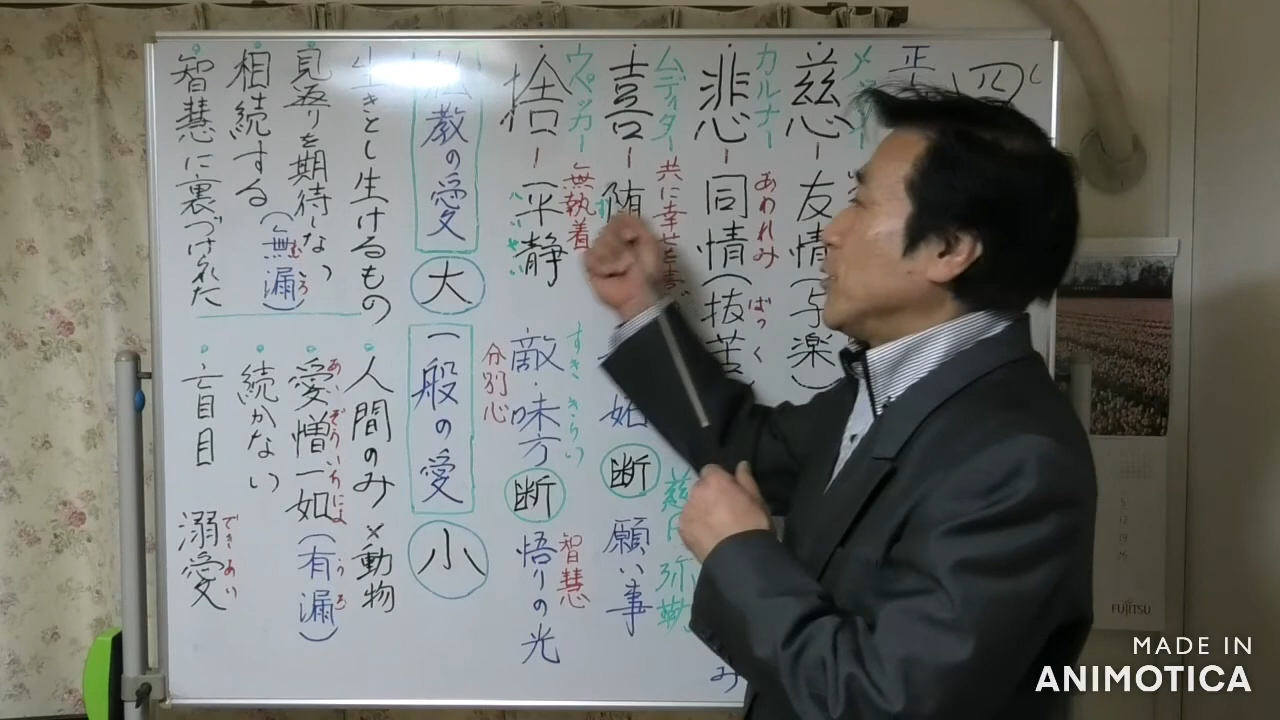 四
正
メ
慈ー友情(与楽)
カルナー
あわれみ
悲ー同情(抜苦
ばっく
ムディター
共に幸せを喜
喜ー随
断
願い事
慈
弥勒
ウペッカー
無執着
捨ー平静
へいせい
すききらい
敵・味方
断
悟りの光
智慧
分別心
教の愛
大
一般の愛
小
生きとし生けるもの
人間のみ×動物
見返りを期待しない
愛憎一如(有漏)
あいぞういちにょ
うろ
相続する(無漏)
むろ
続かない
智慧に裏づけられた
盲目 溺愛
できあい
FUJITSU
MADE IN
ANIMOTICA